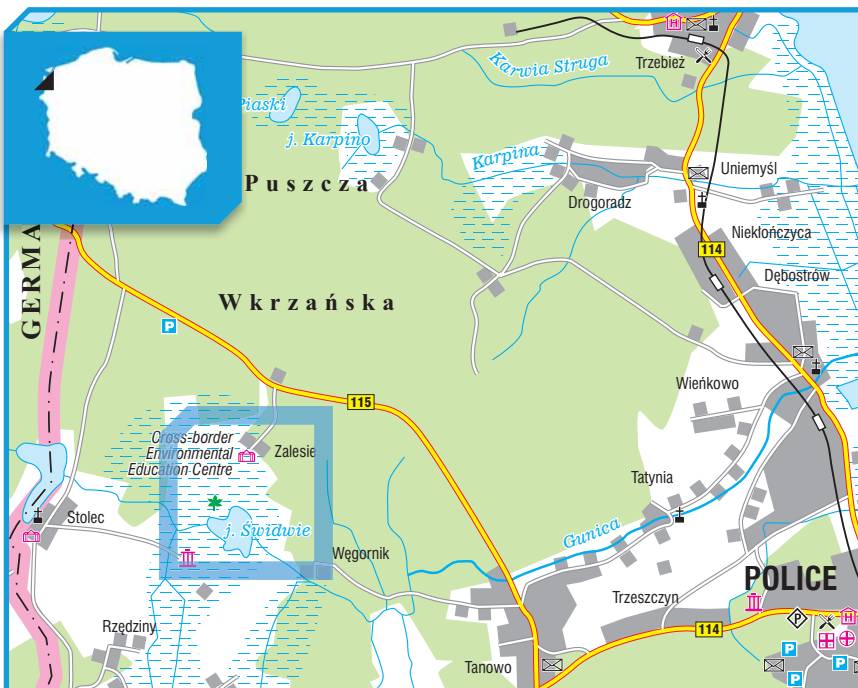 Trzebież
Karwia Struga
Piaski
j. Karpino
Karpina
Uniemyśl
Puszcza
Drogoradz
Niekłończyca
114
Dębostrów
GERMA
Wkrzańska
P
Wieńkowo
115
Cross-border
Environmental
Education Centre
Zalesie
Tatynia
Stolec
j. Świdwie
Gunica
Węgornik
POLICE
Trzeszczyn
P
H
H
114
Rzędziny
Tanowo
P
P
P